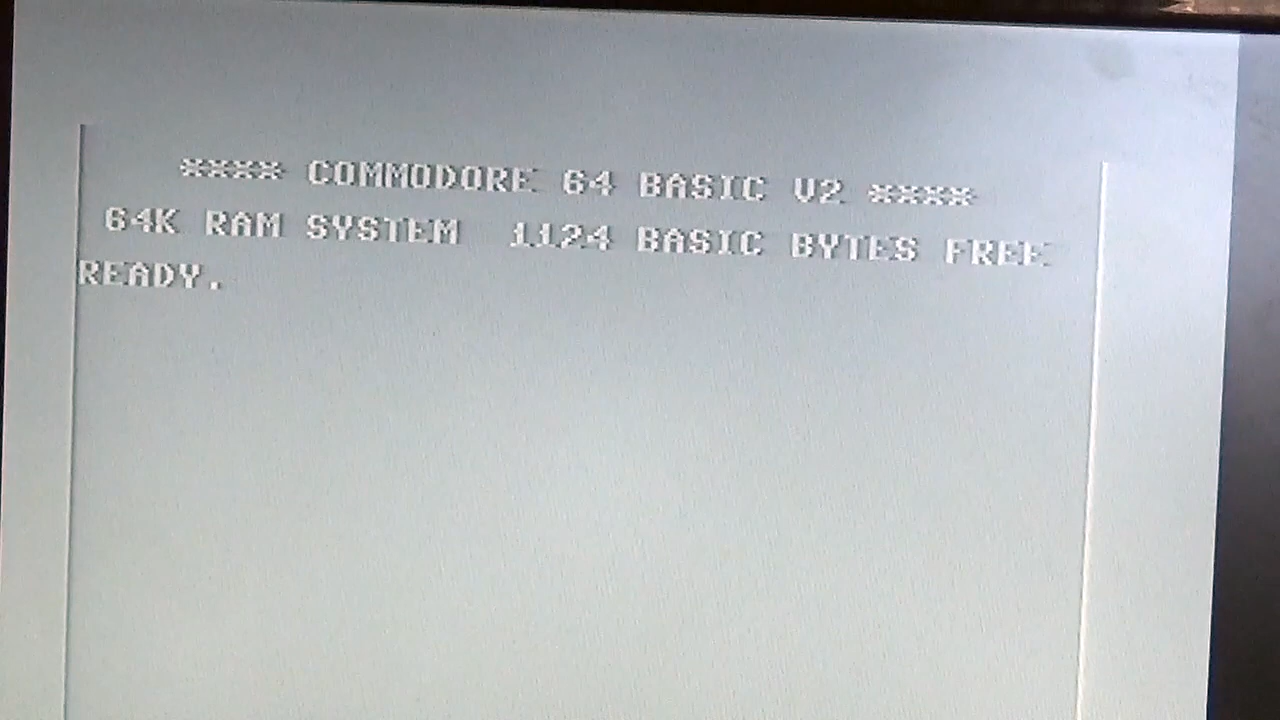 **** COMMODORE 64 BASIC V2 ****
64K RAM SYSTEM 1124 BASIC BYTES FREE
READY.